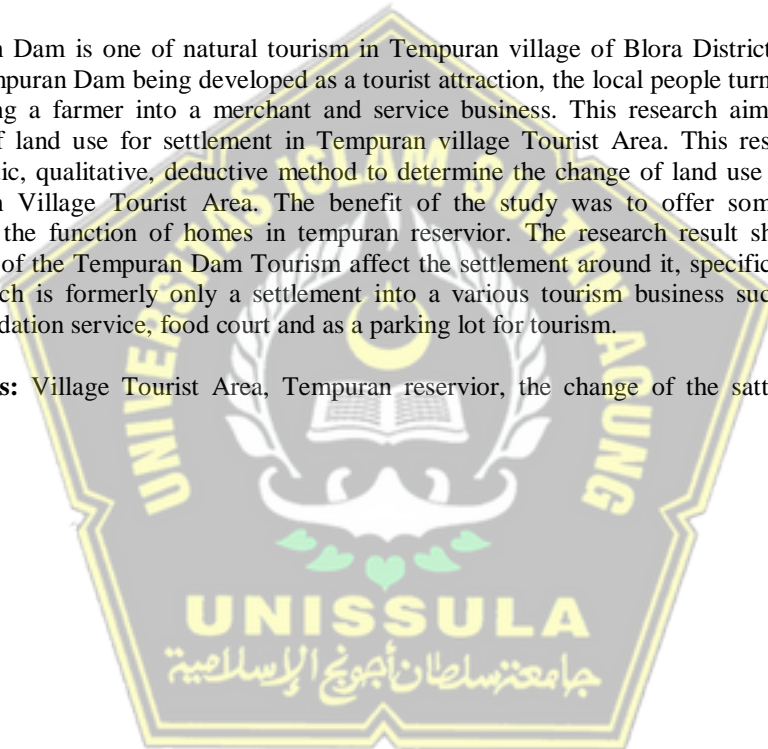 n Dam is one of natural tourism in Tempuran village of Blora District
mpuran Dam being developed as a tourist attraction, the local people turn
ng a farmer into a merchant and service business. This research aim
f land use for settlement in Tempuran village Tourist Area. This res
tic, qualitative, deductive method to determine the change of land use
n Village Tourist Area. The benefit of the study was to offer som
the function of homes in tempuran reservior. The research result sh
of the Tempuran Dam Tourism affect the settlement around it, specific
ch is formerly only a settlement into a various tourism business suc
dation service, food court and as a parking lot for tourism.
s: Village Tourist Area, Tempuran reservior, the change of the satt
UNIVERSITAS ISLAM SULTAN AGUNG
UNISSULA
جامعة سلطان أجونج الإسلامية